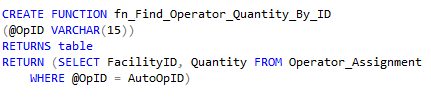 CREATE FUNCTION fn_Find_Operator_Quantity_By_ID
(@OpID VARCHAR(15))
RETURNS table
RETURN (SELECT FacilityID, Quantity FROM Operator_Assignment
WHERE @OpID = AutoOpID)